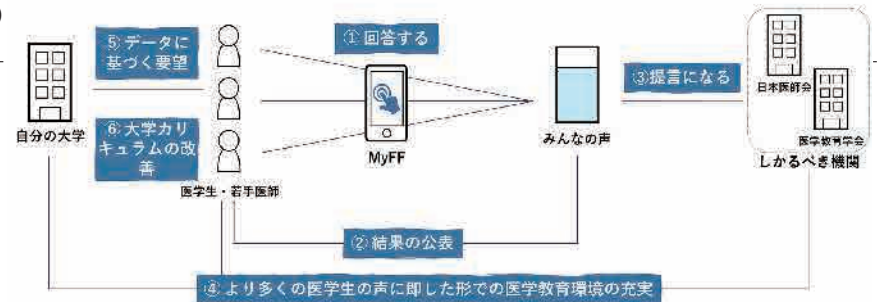 ⑤データに
基づく要望
①回答する
③提言になる
日本医師会
自分の大学
⑥大学カリ
キュラムの改
善
MyFF
みんなの声
医学教育学会
しかるべき機関
医学生・若手医師
②結果の公表
④より多くの医学生の声に即した形での医学教育環境の充実